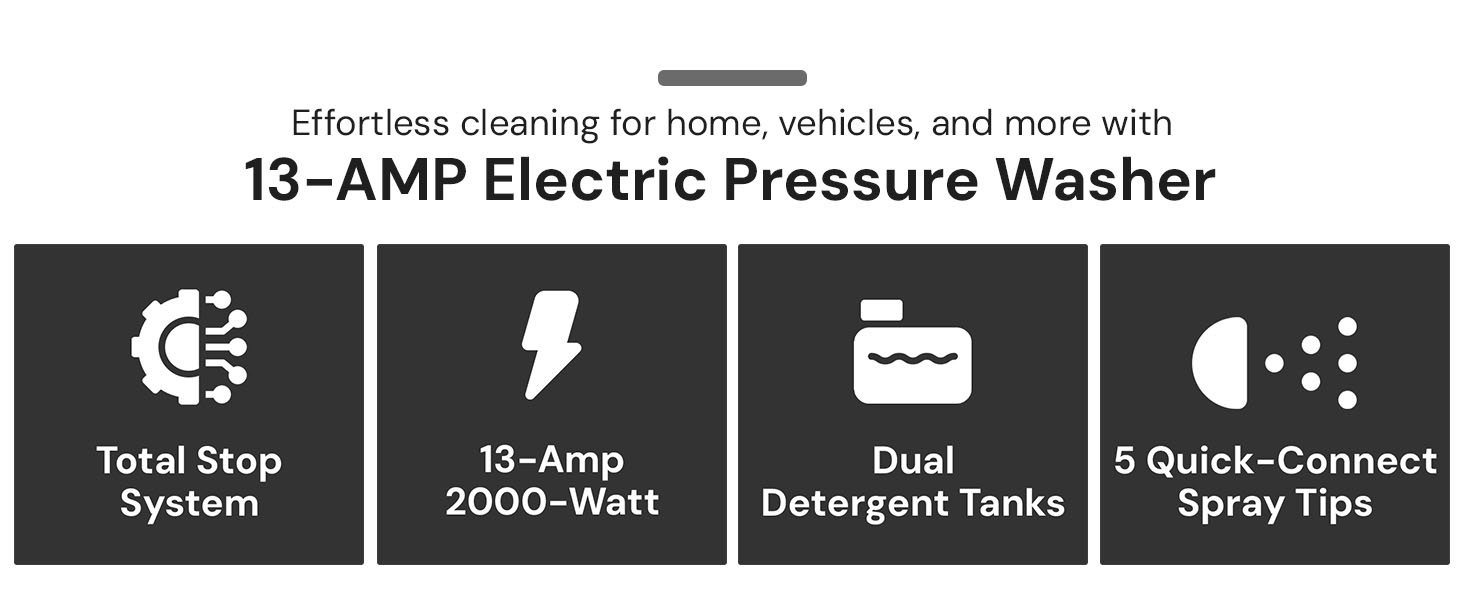 Effortless cleaning for home, vehicles, and more with
13-AMP Electric Pressure Washer
Total Stop
System
13-Amp
2000-Watt
Dual
Detergent Tanks
5 Quick-Connect
Spray Tips